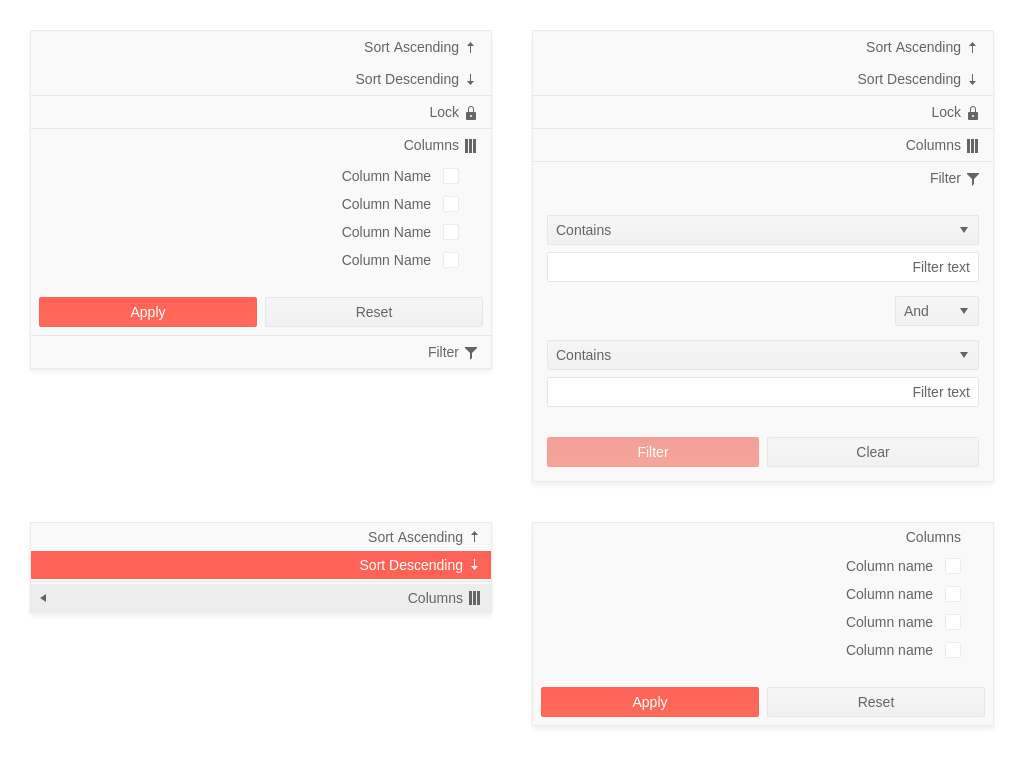 Sort Ascending
Sort Descending
Lock
Columns
Column Name
Column Name
Column Name
Column Name
Apply
Reset
Filter
Sort Ascending
Sort Descending
Lock
Columns
Filter
Contains
Filter text
And
Contains
Filter text
Filter
Clear
Sort Ascending
Sort Descending
Columns
Columns
Column name
Column name
Column name
Column name
Apply
Reset